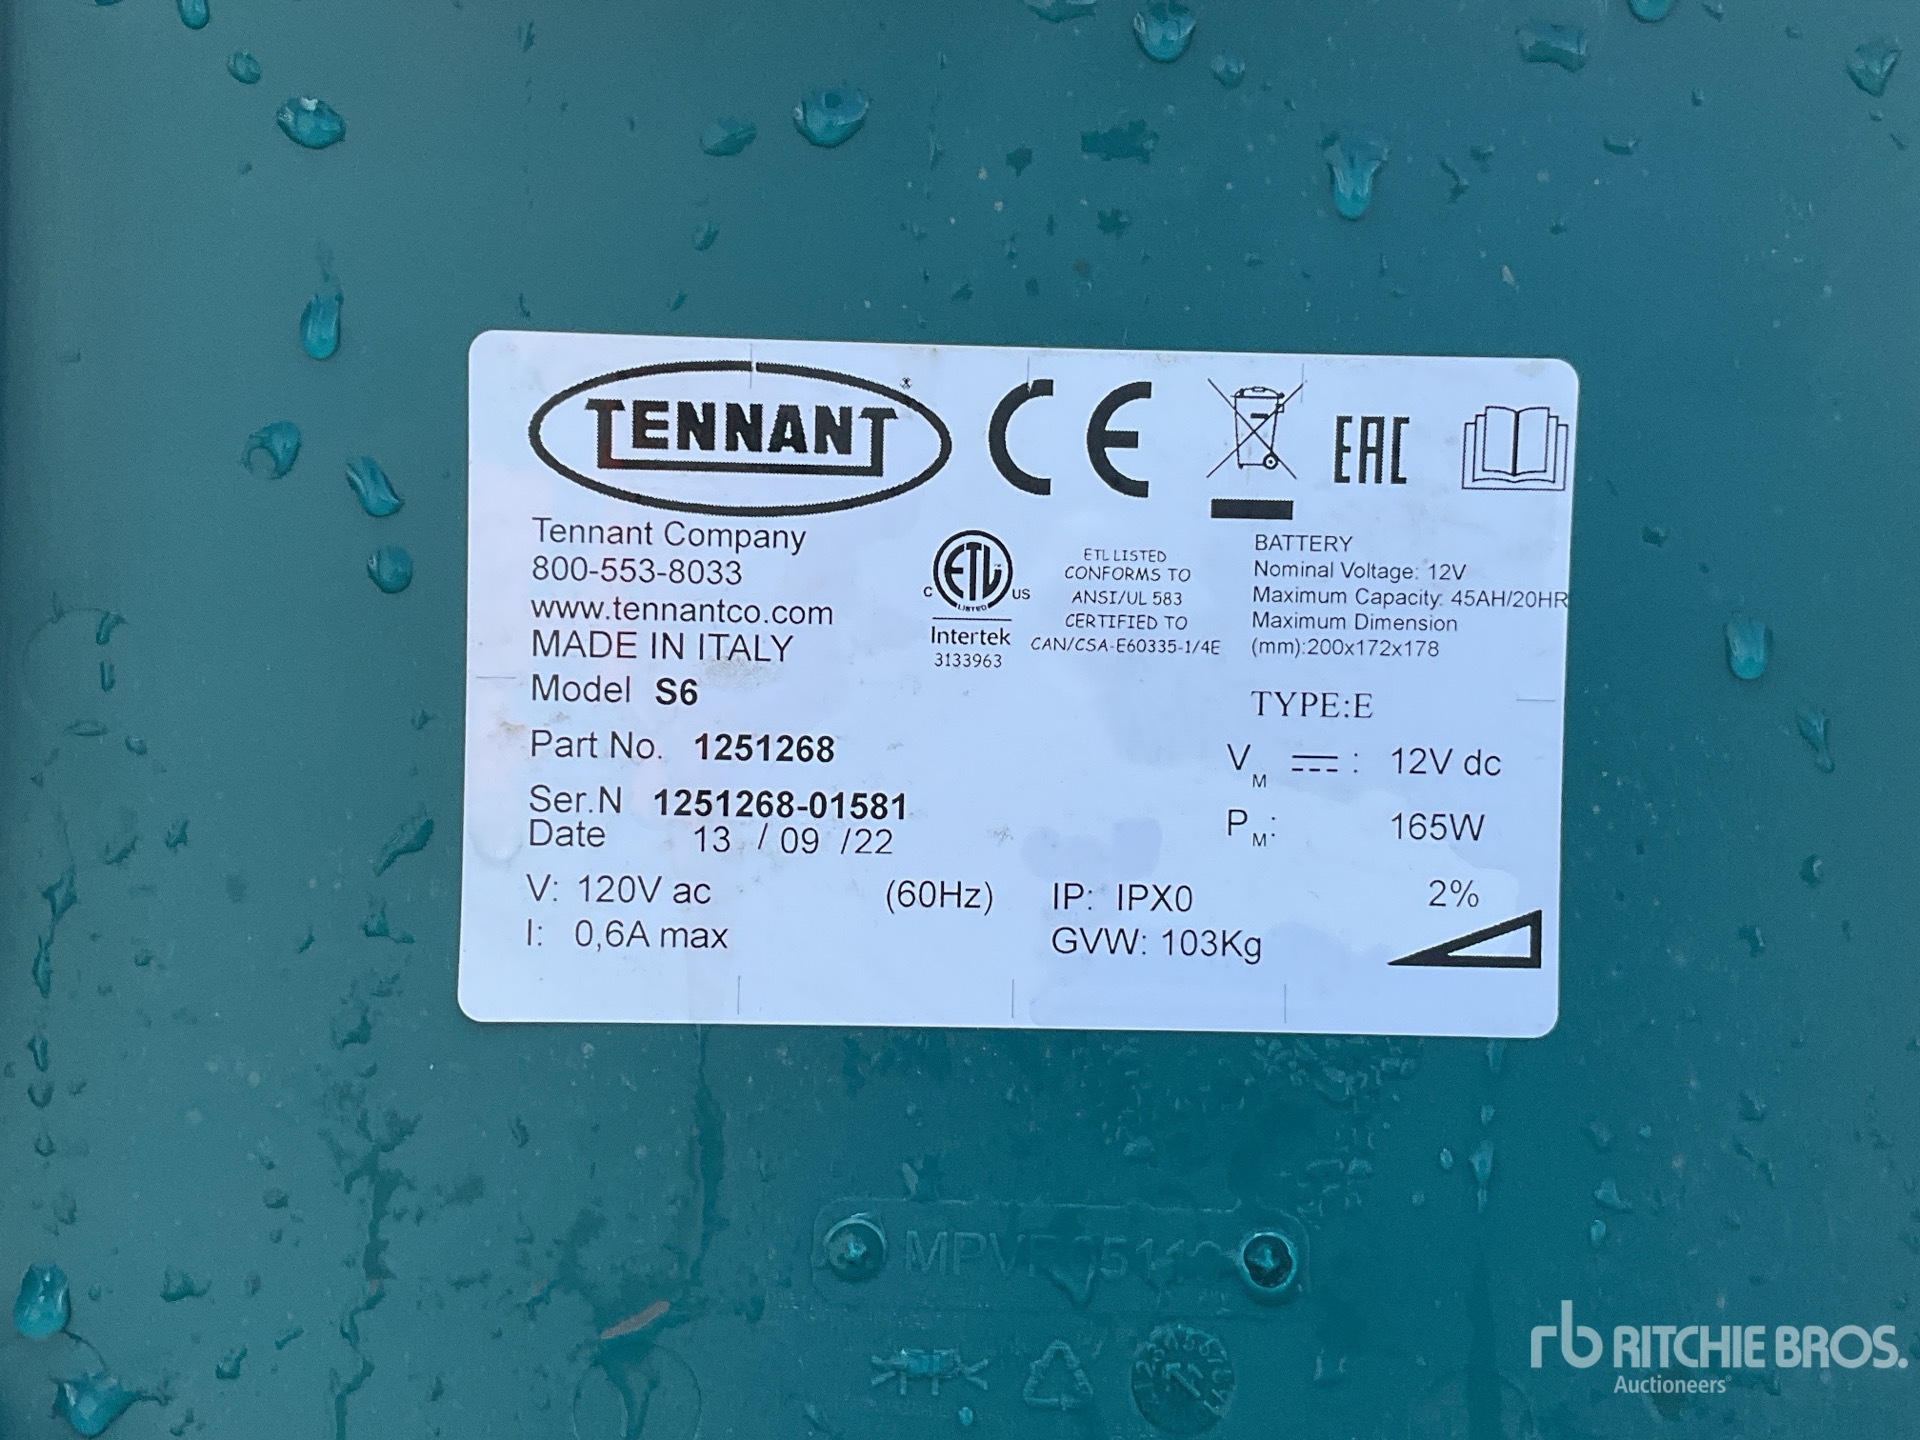 TENNANT
CE
EAC
Tennant Company
800-553-8033
www.tennantco.com
MADE IN ITALY
Model S6
Part No. 1251268
Ser.N 1251268-01581
Date 13 / 09 /22
V: 120V ac (60Hz)
I: 0,6A max
C ETL US
LISTED
Intertek
3133963
ETL LISTED
CONFORMS TO
ANSI/UL 583
CERTIFIED TO
CAN/CSA-E60335-1/4E
BATTERY
Nominal Voltage: 12V
Maximum Capacity: 45AH/20HR
Maximum Dimension
(mm):200x172x178
TYPE:E
VM : 12V dc
PM: 165W
IP: IPX0
GVW: 103Kg
2%
rb RITCHIE BROS.
Auctioneers